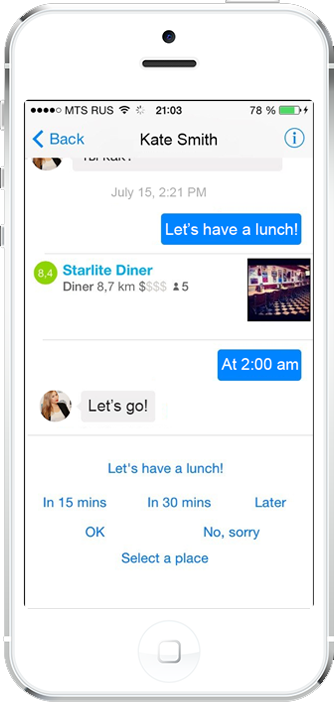 MTS RUS 21:03 78 %
Back Kate Smith
July 15, 2:21 PM
Let's have a lunch!
8,4 Starlite Diner
Diner 8,7 km $$$$ 5
At 2:00 am
Let's go!
Let's have a lunch!
In 15 mins In 30 mins Later
OK No, sorry
Select a place